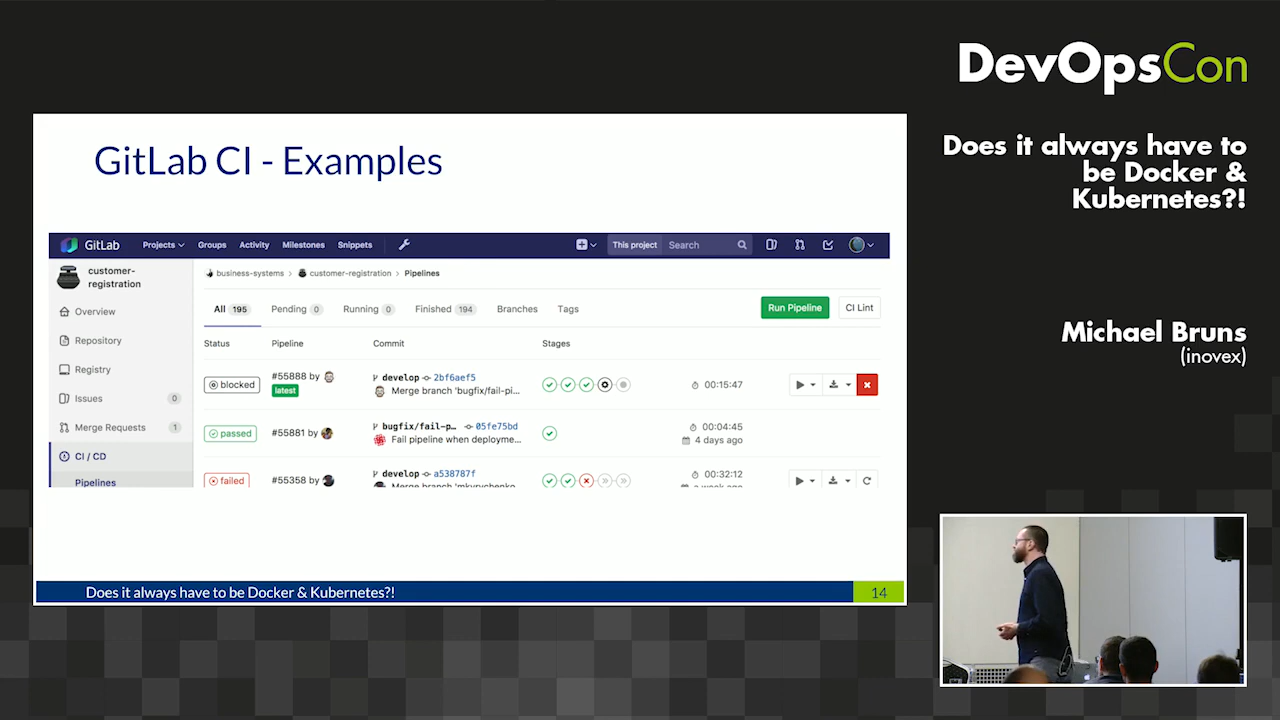 DevOpsCon
Does it always have to
be Docker &
Kubernetes?!
Michael Bruns
(inovex)
GitLab CI - Examples
GitLab Projects Groups Activity Milestones Snippets This project Search
customer-
registration
Overview
Repository
Registry
Issues 0
Merge Requests 1
CI / CD
Pipelines
business-systems > customer-registration > Pipelines
All 195 Pending 0 Running 0 Finished 194 Branches Tags Run Pipeline CI Lint
Status Pipeline Commit Stages
blocked #55888 by latest develop 2bf6aef5 00:15:47
Merge branch 'bugfix/fail-pi...
passed #55881 by bugfix/fail-p... 05fe75bd 00:04:45
Fail pipeline when deployme... 4 days ago
failed #55358 by develop a538787f 00:32:12
Merge branch 'mkyrychenko
a week ago
Does it always have to be Docker & Kubernetes?! 14